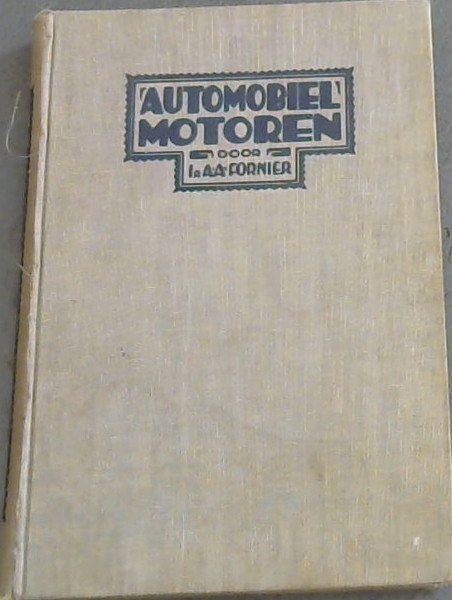 AUTOMOBIEL
MOTOREN
DOOR
IR A.A. FORNIER